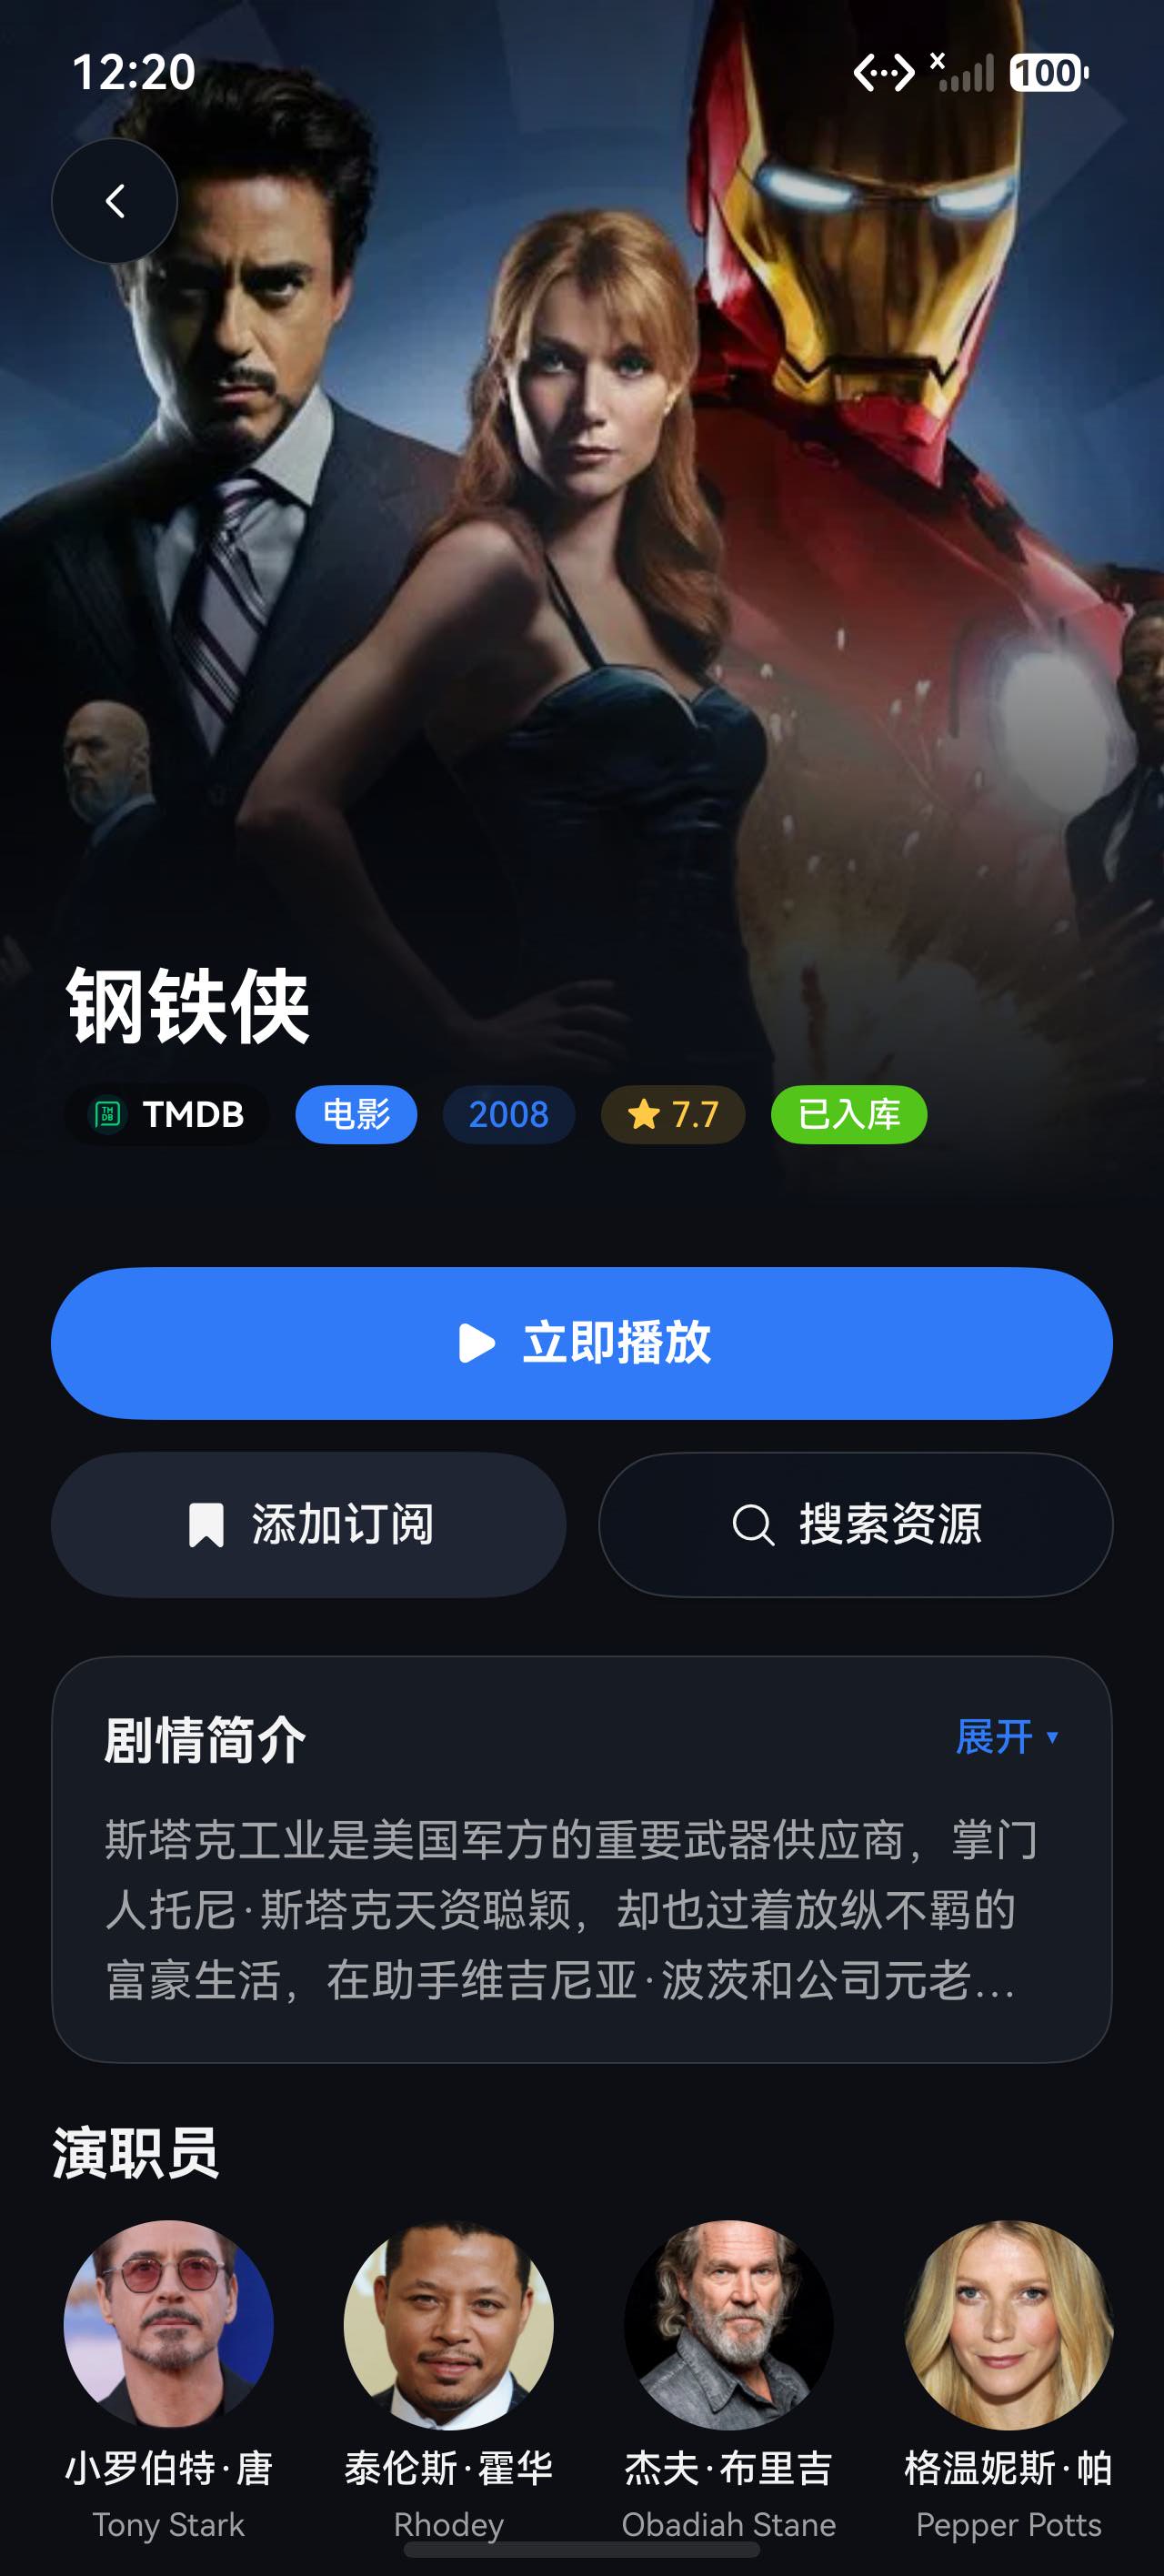 12:20
100
钢铁侠
TMDB 电影 2008 7.7 已入库
立即播放
添加订阅 搜索资源
剧情简介 展开
斯塔克工业是美国军方的重要武器供应商，掌门
人托尼·斯塔克天资聪颖，却也过着放纵不羁的
富豪生活，在助手维吉尼亚·波茨和公司元老...
演职员
小罗伯特·唐 泰伦斯·霍华 杰夫·布里吉 格温妮斯·帕
Tony Stark Rhodey Obadiah Stane Pepper Potts